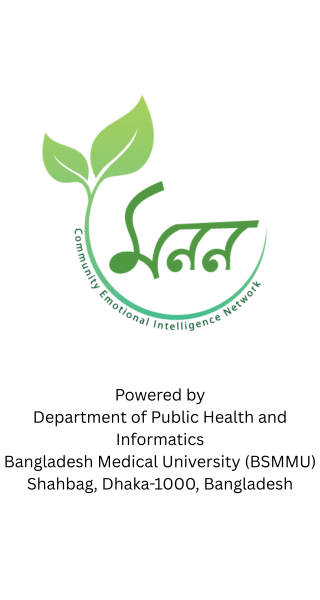 মনন
Community Emotional Intelligence Network
Powered by
Department of Public Health and
Informatics
Bangladesh Medical University (BSMMU)
Shahbag, Dhaka-1000, Bangladesh